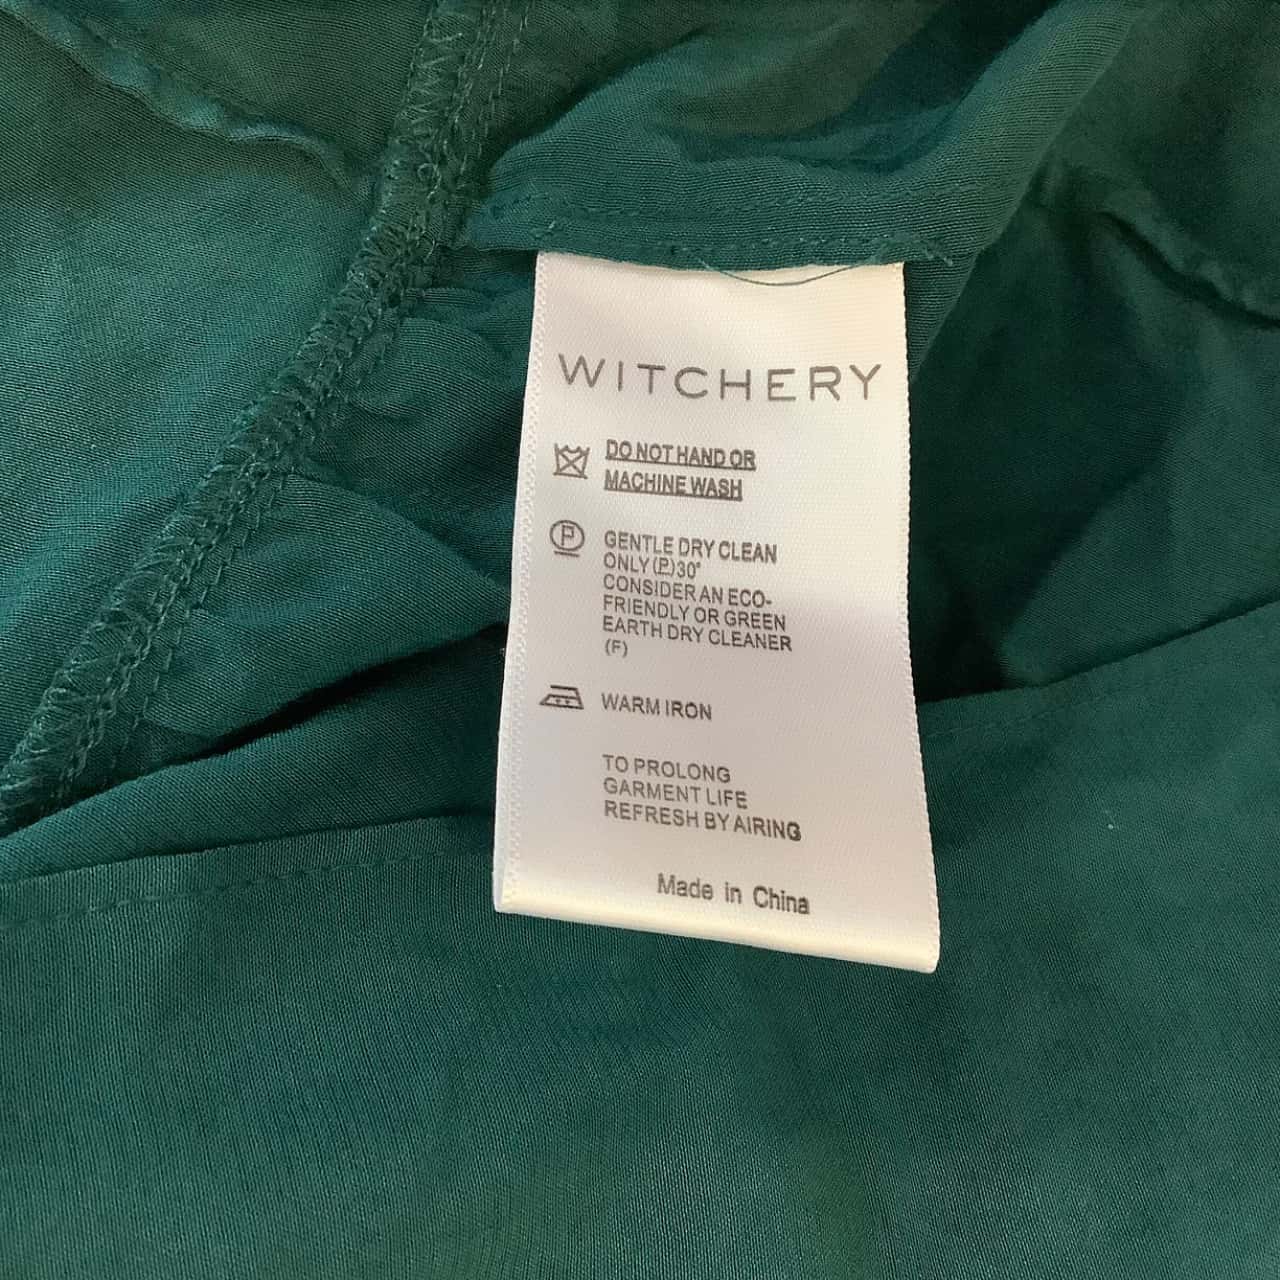 WITCHERY
DO NOT HAND OR
MACHINE WASH
P
GENTLE DRY CLEAN
ONLY (P) 30°
CONSIDER AN ECO-
FRIENDLY OR GREEN
EARTH DRY CLEANER
(F)
WARM IRON
TO PROLONG
GARMENT LIFE
REFRESH BY AIRING
Made in China